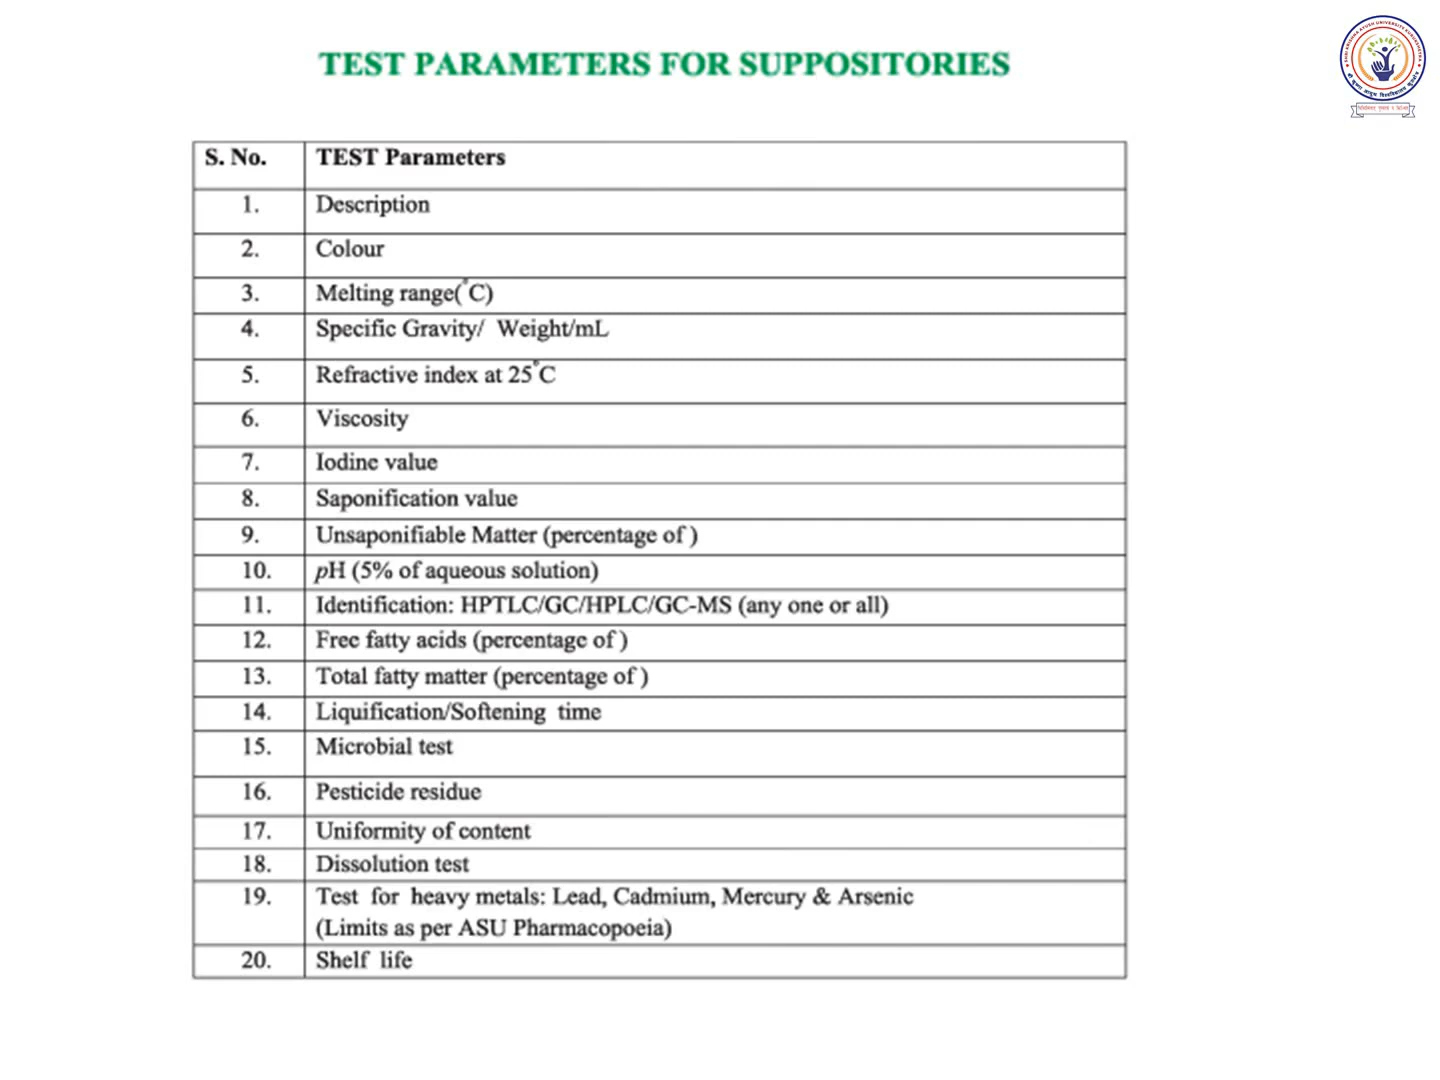 TEST PARAMETERS FOR SUPPOSITORIES
SHRI KRISHNA AYUSH UNIVERSITY KURUKSHETRA
S. No. TEST Parameters
1. Description
2. Colour
3. Melting range(°C)
4. Specific Gravity/ Weight/mL
5. Refractive index at 25°C
6. Viscosity
7. Iodine value
8. Saponification value
9. Unsaponifiable Matter (percentage of )
10. pH (5% of aqueous solution)
11. Identification: HPTLC/GC/HPLC/GC-MS (any one or all)
12. Free fatty acids (percentage of )
13. Total fatty matter (percentage of )
14. Liquification/Softening time
15. Microbial test
16. Pesticide residue
17. Uniformity of content
18. Dissolution test
19. Test for heavy metals: Lead, Cadmium, Mercury & Arsenic
(Limits as per ASU Pharmacopoeia)
20. Shelf life